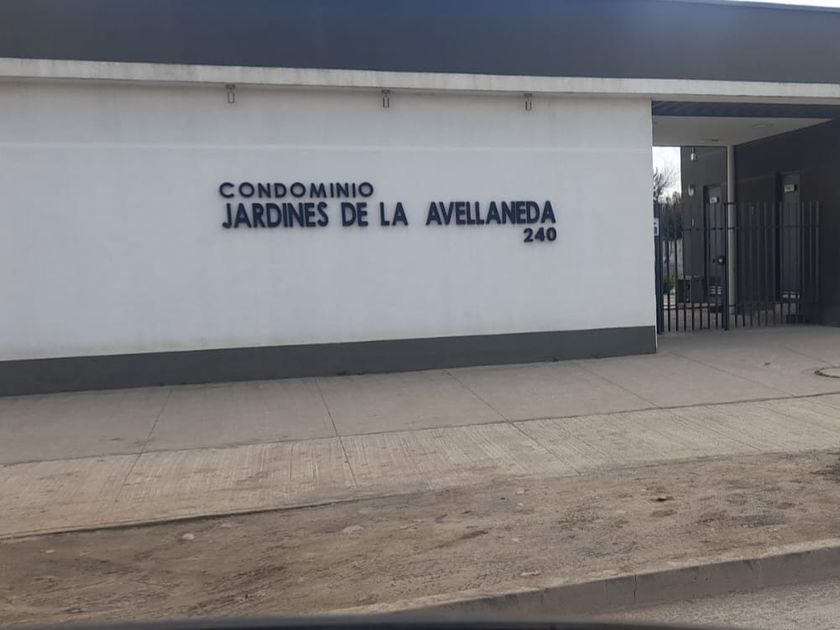 CONDOMINIO
JARDINES DE LA AVELLANEDA
240